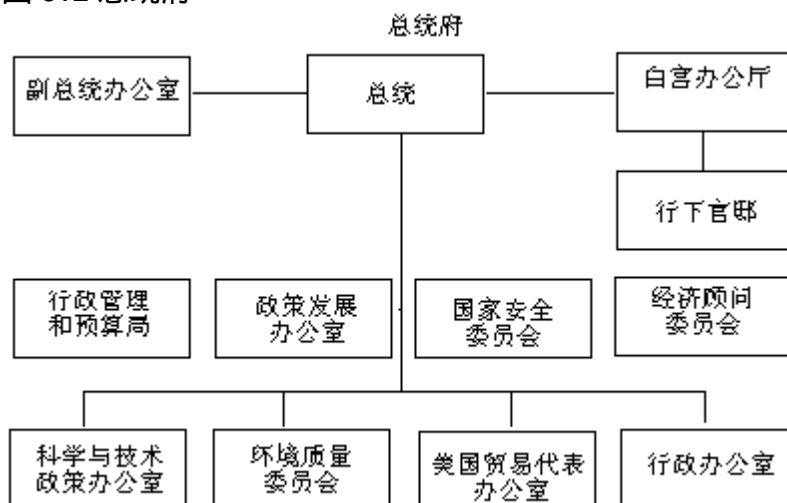 总统府
副总统办公室
总统
白宫办公厅
行下官邸
行政管理
和预算局
政策发展
办公室
国家安全
委员会
经济顾问
委员会
科学与技术
政策办公室
环境质量
委员会
美国贸易代表
办公室
行政办公室